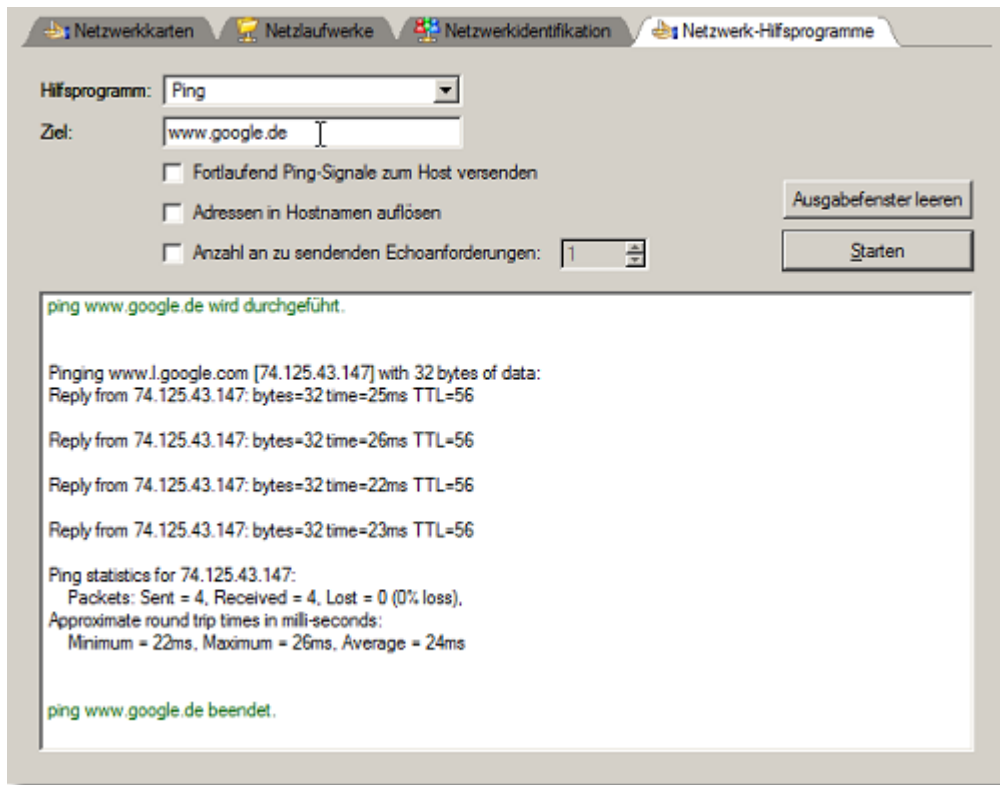 Netzwerkkarten Netzlaufwerke Netzwerkidentifikation Netzwerk-Hilfsprogramme
Hilfsprogramm: Ping
Ziel: www.google.de
Fortlaufend Ping-Signale zum Host versenden
Adressen in Hostnamen auflösen
Anzahl an zu sendenden Echoanforderungen: 1
Ausgabefenster leeren
Starten
ping www.google.de wird durchgeführt.
Pinging www.l.google.com [74.125.43.147] with 32 bytes of data:
Reply from 74.125.43.147: bytes=32 time=25ms TTL=56
Reply from 74.125.43.147: bytes=32 time=26ms TTL=56
Reply from 74.125.43.147: bytes=32 time=22ms TTL=56
Reply from 74.125.43.147: bytes=32 time=23ms TTL=56
Ping statistics for 74.125.43.147:
Packets: Sent = 4, Received = 4, Lost = 0 (0% loss),
Approximate round trip times in milli-seconds:
Minimum = 22ms, Maximum = 26ms, Average = 24ms
ping www.google.de beendet.